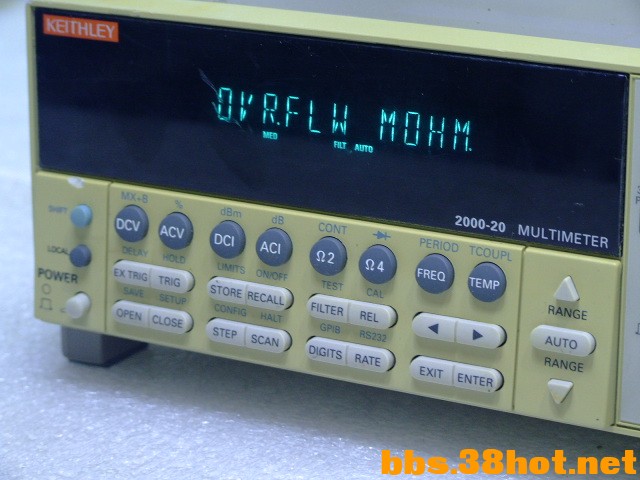 KEITHLEY
OVR.FLW MOHM
MED FILT AUTO
2000-20 MULTIMETER
MX+B % dBm dB CONT PERIOD TCOUPL
SHIFT DCV ACV DCI ACI Ω2 Ω4 FREQ TEMP
DELAY HOLD LIMITS ON/OFF TEST CAL
LOCAL EX TRIG TRIG STORE RECALL FILTER REL
POWER SAVE SETUP CONFIG HALT GPIB RS232
OPEN CLOSE STEP SCAN DIGITS RATE EXIT ENTER
RANGE
AUTO
RANGE
bbs.38hot.net